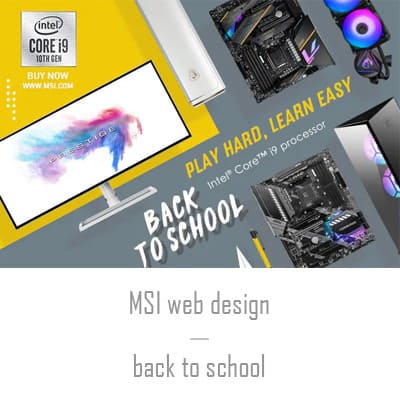 intel
CORE i9
10TH GEN
BUY NOW
WWW.MSI.COM
PRESTIGE
PLAY HARD, LEARN EASY
Intel® Core™ i9 processor
BACK
TO SCHOOL
MSI web design
—
back to school